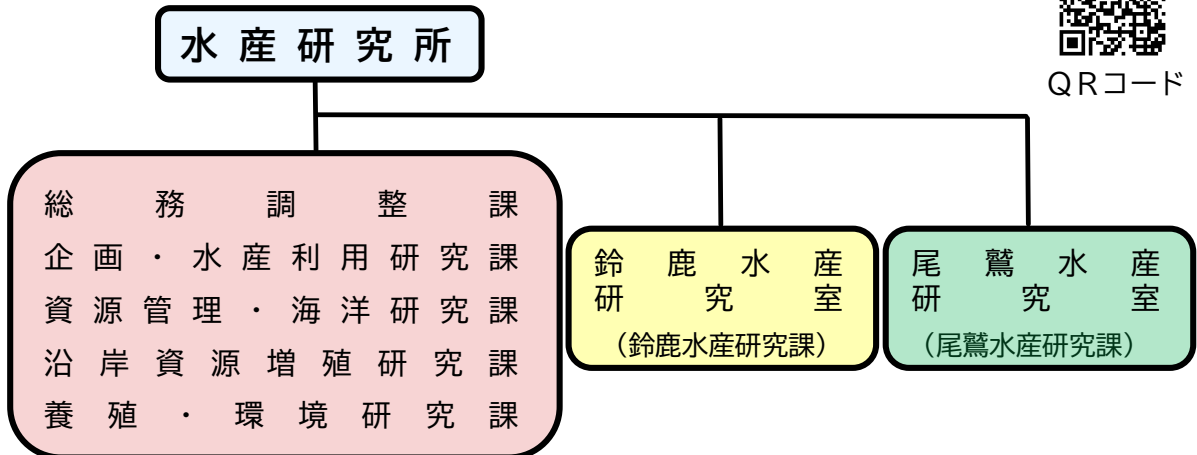 水産研究所
QRコード
総務調整課
企画・水産利用研究課
資源管理・海洋研究課
沿岸資源増殖研究課
養殖・環境研究課
鈴鹿水産
研究室
（鈴鹿水産研究課）
尾鷲水産
研究室
（尾鷲水産研究課）